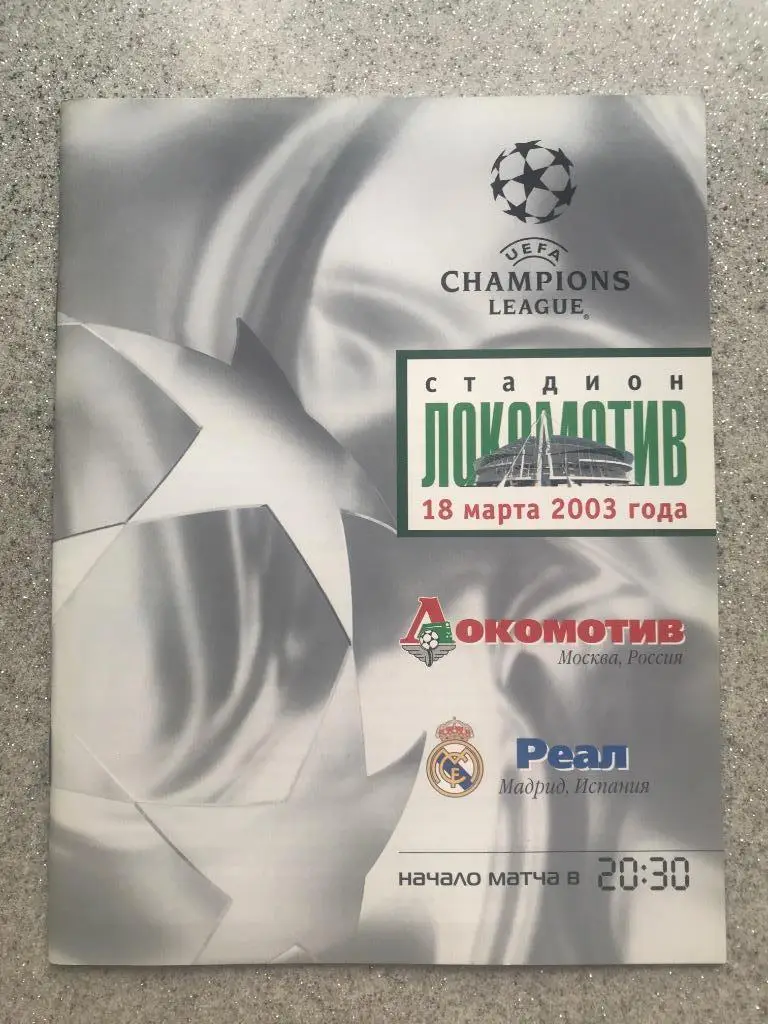 UEFA
CHAMPIONS
LEAGUE®
стадион
ЛОКОМОТИВ
18 марта 2003 года
Локомотив
Москва, Россия
Реал
Мадрид, Испания
начало матча в 20:30